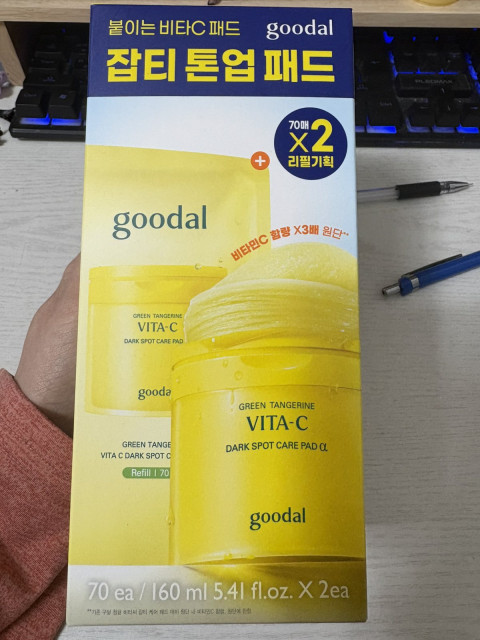 붙이는 비타C 패드 goodal
잡티 톤업 패드
70매
X2
리필기획
+
goodal
비타민C 함량 X3배 원단**
GREEN TANGERINE
VITA-C
DARK SPOT CARE PAD
goodal
GREEN TANGE
VITA C DARK SPOT C
Refill | 70
GREEN TANGERINE
VITA-C
DARK SPOT CARE PAD α
goodal
70 ea / 160 ml 5.41 fl.oz. X 2ea